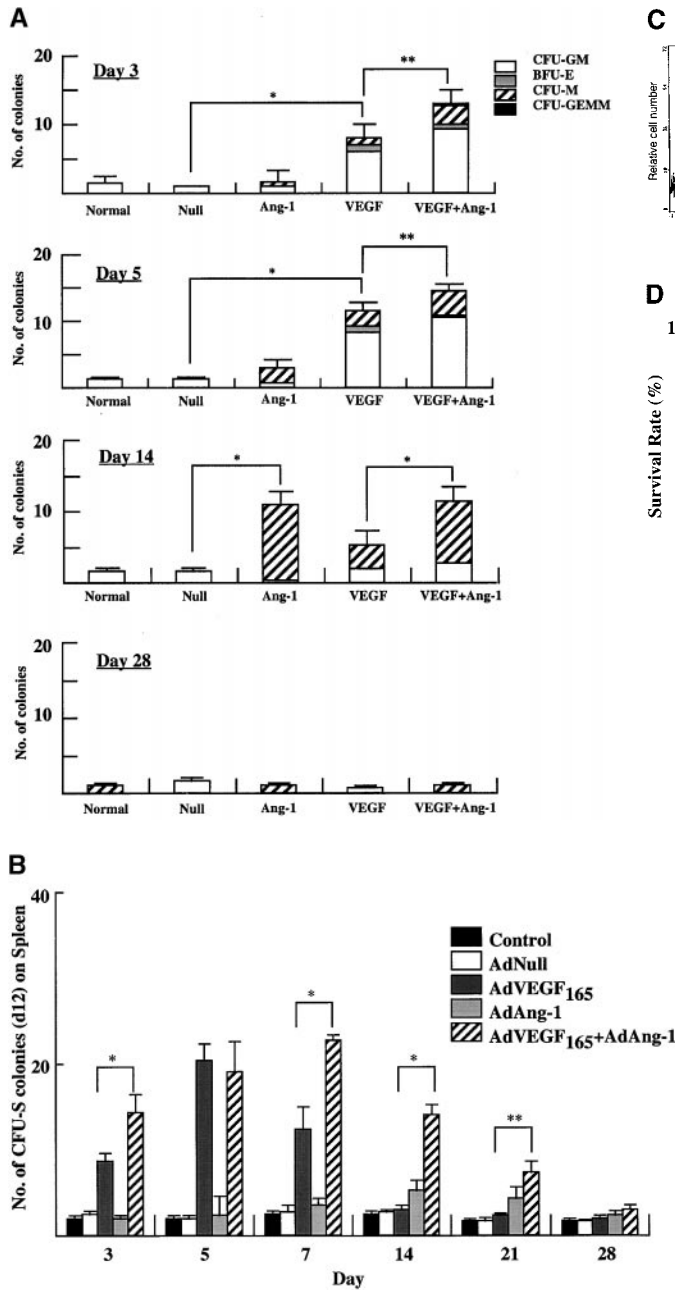 A
Day 3
No. of colonies
20
10
**
*
CFU-GM
BFU-E
CFU-M
CFU-GEMM
Normal Null Ang-1 VEGF VEGF+Ang-1
Day 5
No. of colonies
20
10
**
*
Normal Null Ang-1 VEGF VEGF+Ang-1
Day 14
No. of colonies
20
10
*
*
Normal Null Ang-1 VEGF VEGF+Ang-1
Day 28
No. of colonies
20
10
Normal Null Ang-1 VEGF VEGF+Ang-1
B
No. of CFU-S colonies (d12) on Spleen
40
20
Control
AdNull
AdVEGF165
AdAng-1
AdVEGF165+AdAng-1
*
*
*
**
3 5 7 14 21 28
Day
C
Relative cell number
D
1
Survival Rate (%)